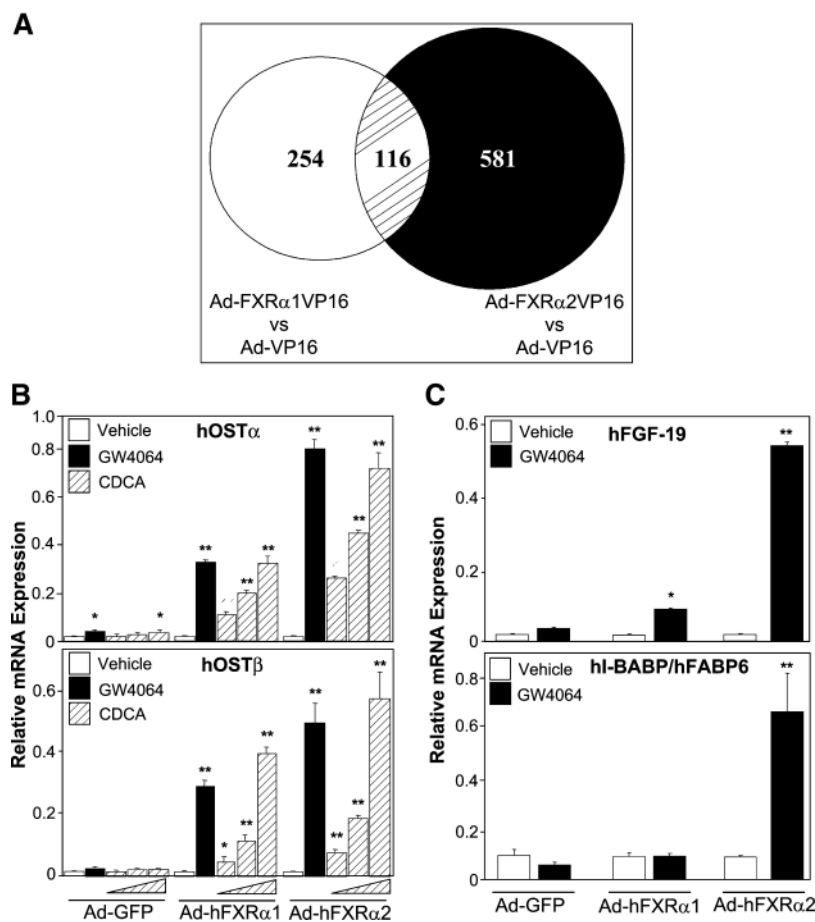 A
254 116 581
Ad-FXRα1VP16 Ad-FXRα2VP16
vs vs
Ad-VP16 Ad-VP16
B
Relative mRNA Expression
1.0
0.8
0.6
0.4
0.2
0
Vehicle
GW4064
CDCA
hOSTα
* * ** ** ** ** ** **
0.6
0.4
0.2
0
Vehicle
GW4064
CDCA
hOSTβ
** * ** ** ** ** ** **
Ad-GFP Ad-hFXRα1 Ad-hFXRα2
C
Relative mRNA Expression
0.6
0.4
0.2
0
Vehicle
GW4064
hFGF-19
* **
0.8
0.6
0.4
0.2
0
Vehicle
GW4064
hI-BABP/hFABP6
**
Ad-GFP Ad-hFXRα1 Ad-hFXRα2